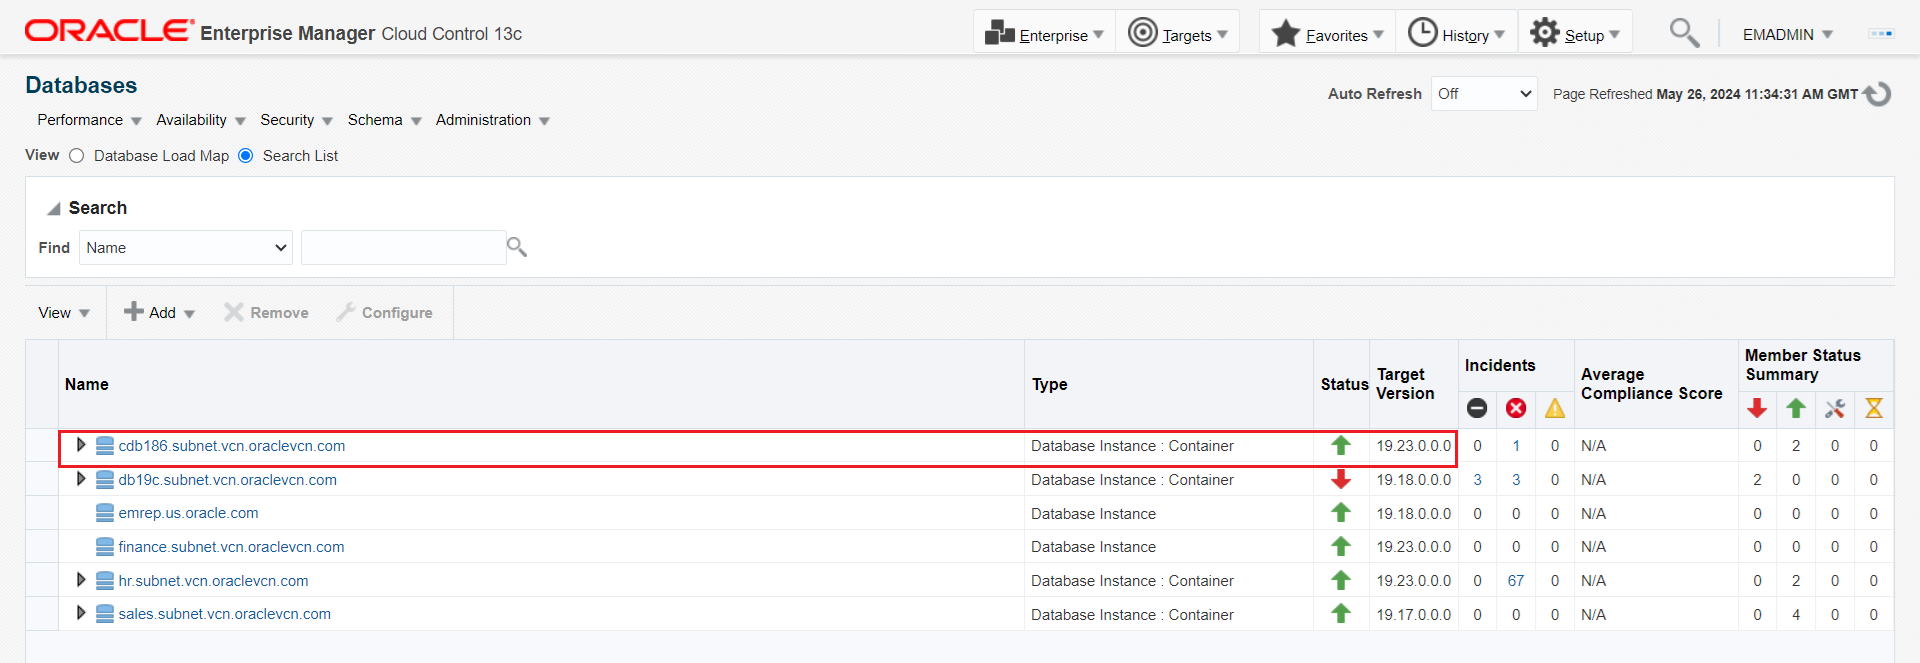 ORACLE Enterprise Manager Cloud Control 13c
Enterprise Targets Favorites History Setup EMADMIN
Databases
Auto Refresh Off Page Refreshed May 26, 2024 11:34:31 AM GMT
Performance Availability Security Schema Administration
View Database Load Map Search List
Search
Find Name
View Add Remove Configure
Name Type Status Target Version Incidents Average Compliance Score Member Status Summary
cdb186.subnet.vcn.oraclevcn.com Database Instance : Container 19.23.0.0.0 0 1 0 N/A 0 2 0 0
db19c.subnet.vcn.oraclevcn.com Database Instance : Container 19.18.0.0.0 3 3 0 N/A 2 0 0 0
emrep.us.oracle.com Database Instance 19.18.0.0.0 0 0 0 N/A 0 0 0 0
finance.subnet.vcn.oraclevcn.com Database Instance 19.23.0.0.0 0 0 0 N/A 0 0 0 0
hr.subnet.vcn.oraclevcn.com Database Instance : Container 19.23.0.0.0 0 67 0 N/A 0 2 0 0
sales.subnet.vcn.oraclevcn.com Database Instance : Container 19.17.0.0.0 0 0 0 N/A 0 4 0 0